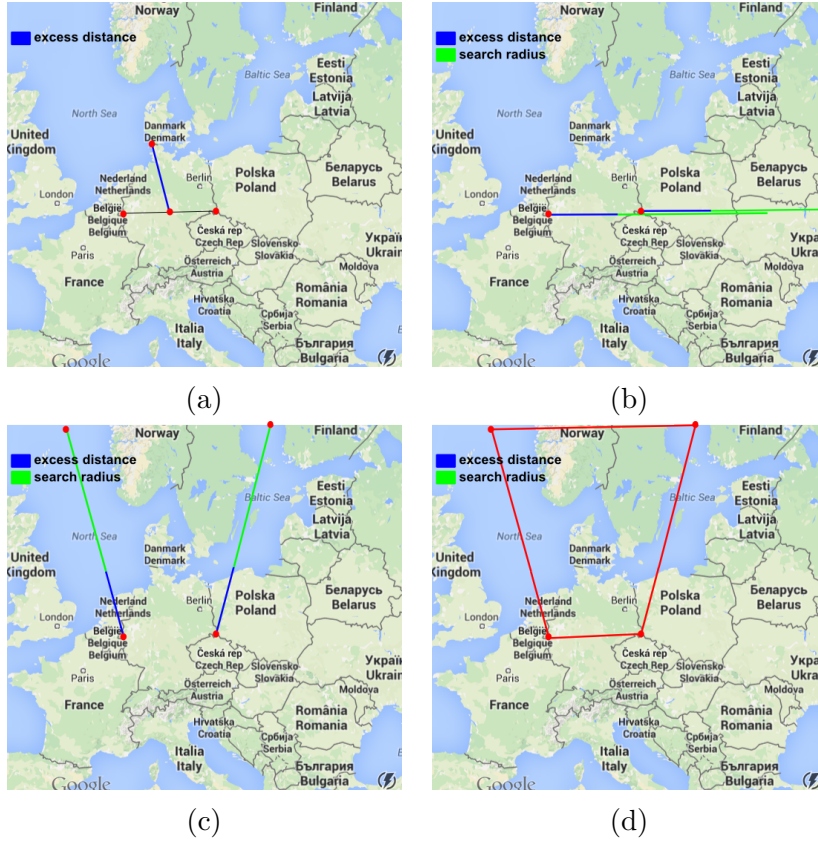 Norway
Finland
excess distance
Baltic Sea
Eesti
Estonia
Latvija
Latvia
North Sea
Danmark
Denmark
United
Kingdom
Nederland
Netherlands
Berlin
Polska
Poland
Беларусь
Belarus
London
België
Belgique
Belgium
Paris
Česká rep
Czech Rep
Slovensko
Slovakia
Україн
Ukrain
Österreich
Austria
Moldova
France
Hrvatska
Croatia
România
Romania
Србија
Serbia
Italia
Italy
България
Bulgaria
Google
(a)
Norway
Finland
excess distance
search radius
Baltic Sea
Eesti
Estonia
Latvija
Latvia
North Sea
Danmark
Denmark
United
Kingdom
Nederland
Netherlands
Berlin
Polska
Poland
Беларусь
Belarus
London
België
Belgique
Belgium
Paris
Česká rep
Czech Rep
Slovensko
Slovakia
Україн
Ukrain
Österreich
Austria
Moldova
France
Hrvatska
Croatia
România
Romania
Србија
Serbia
Italia
Italy
България
Bulgaria
Google
(b)
Norway
Finland
excess distance
search radius
Baltic Sea
Eesti
Estonia
Latvija
Latvia
North Sea
Danmark
Denmark
United
Kingdom
Nederland
Netherlands
Berlin
Polska
Poland
Беларусь
Belarus
London
België
Belgique
Belgium
Paris
Česká rep
Czech Rep
Slovensko
Slovakia
Україн
Ukrain
Österreich
Austria
Moldova
France
Hrvatska
Croatia
România
Romania
Србија
Serbia
Italia
Italy
България
Bulgaria
Google
(c)
Norway
Finland
excess distance
search radius
Baltic Sea
Eesti
Estonia
Latvija
Latvia
North Sea
Danmark
Denmark
United
Kingdom
Nederland
Netherlands
Berlin
Polska
Poland
Беларусь
Belarus
London
België
Belgique
Belgium
Paris
Česká rep
Czech Rep
Slovensko
Slovakia
Україн
Ukrain
Österreich
Austria
Moldova
France
Hrvatska
Croatia
România
Romania
Србија
Serbia
Italia
Italy
България
Bulgaria
Google
(d)